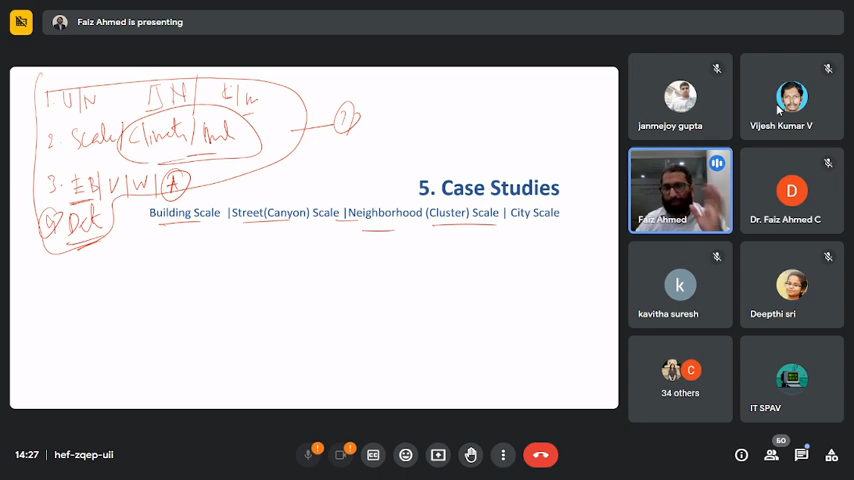 Faiz Ahmed is presenting
1. U/N
2. Scale/
3. EB|V|W|A
?
5. Case Studies
Building Scale |Street(Canyon) Scale |Neighborhood (Cluster) Scale | City Scale
janmejoy gupta
Vijesh Kumar V
Faiz Ahmed
D
Dr. Faiz Ahmed C
k
kavitha suresh
Deepthi sri
C
34 others
IT SPAV
14:27 hef-zqep-uii
50